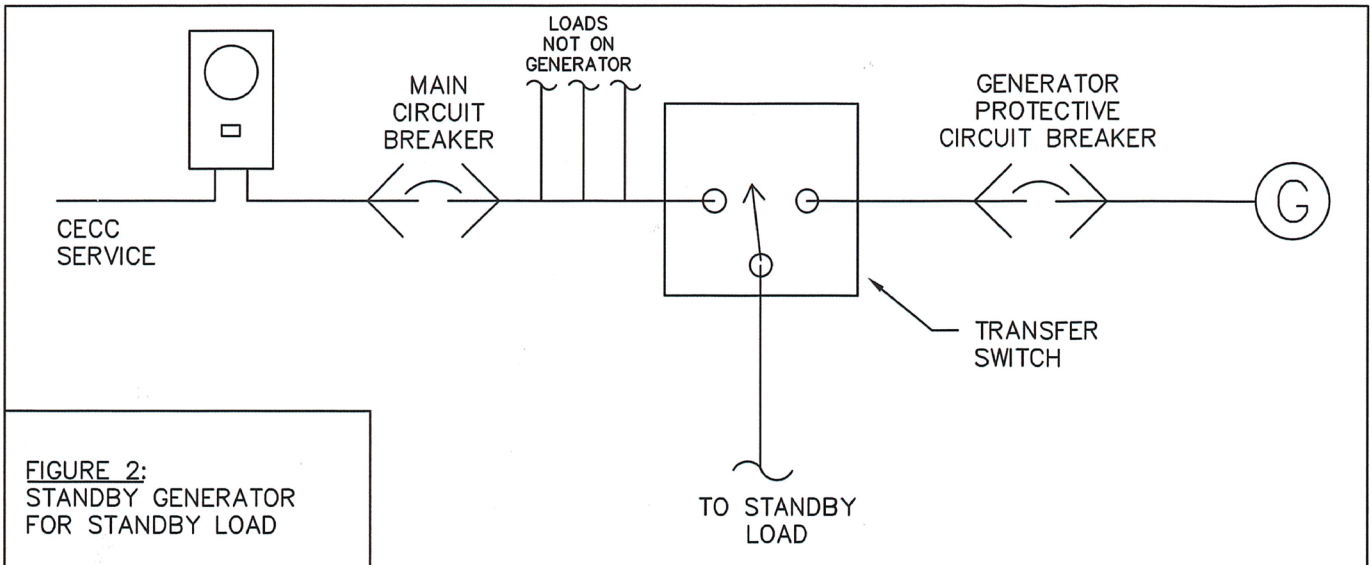 LOADS
NOT ON
GENERATOR
MAIN
CIRCUIT
BREAKER
GENERATOR
PROTECTIVE
CIRCUIT BREAKER
CECC
SERVICE
G
TRANSFER
SWITCH
TO STANDBY
LOAD
FIGURE 2:
STANDBY GENERATOR
FOR STANDBY LOAD